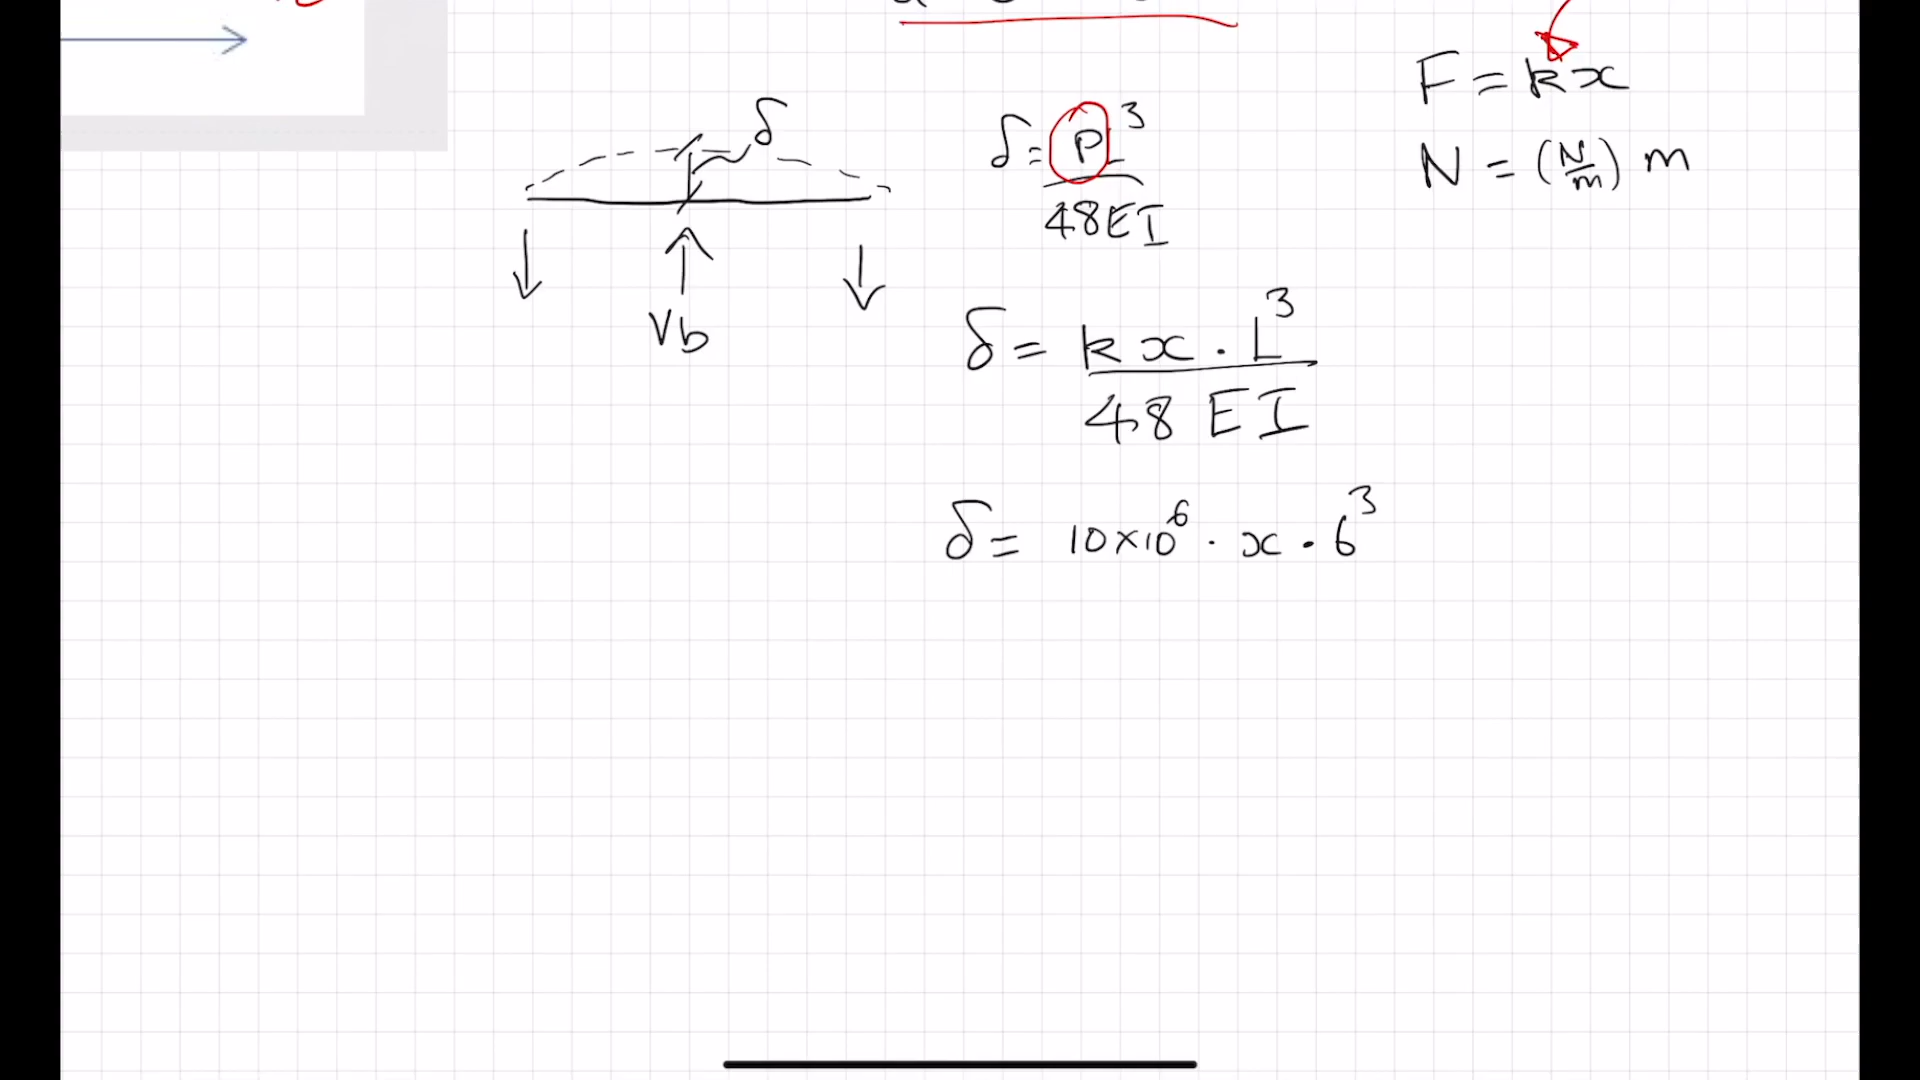 F = kx
δ
δ = PL³
48EI
N = (N/m) m
Vb
δ = kx · L³
48 EI
δ = 10×10⁶ · x · 6³